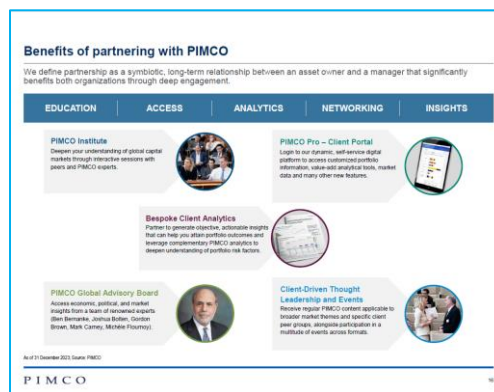 Benefits of partnering with PIMCO
We define partnership as a symbiotic, long-term relationship between an asset owner and a manager that significantly
benefits both organizations through deep engagement.
EDUCATION
ACCESS
ANALYTICS
NETWORKING
INSIGHTS
PIMCO Institute
Deepen your understanding of global capital
markets through interactive sessions with
peers and PIMCO experts.
PIMCO Pro – Client Portal
Login to our dynamic, self-service digital
platform to access customized portfolio
information, value-add analytical tools, market
data and many other new features.
Bespoke Client Analytics
Partner to generate objective, actionable insights
that can help you attain portfolio outcomes and
leverage complementary PIMCO analytics to
deepen understanding of portfolio risk factors.
PIMCO Global Advisory Board
Access economic, political, and market
insights from a team of renowned experts
(Ben Bernanke, Joshua Bolten, Gordon
Brown, Mark Carney, Michèle Flournoy).
Client-Driven Thought
Leadership and Events
Receive regular PIMCO content applicable to
broader market themes and specific client
peer groups, alongside participation in a
multitude of events across formats.
As of 31 December 2023; Source: PIMCO
PIMCO